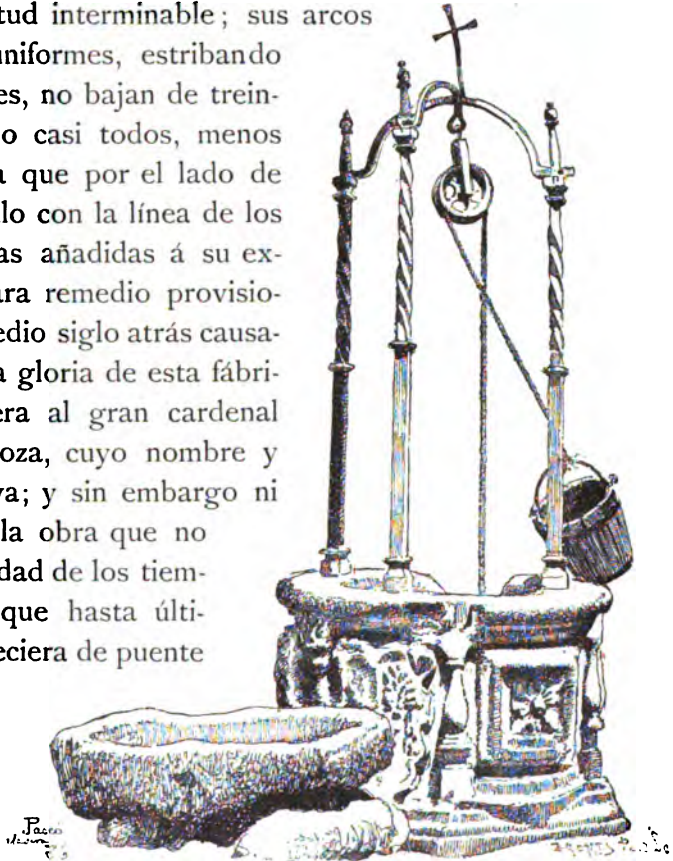 tud interminable; sus arcos
uniformes, estribando
es, no bajan de trein-
o casi todos, menos
a que por el lado de
lo con la línea de los
as añadidas á su ex-
ara remedio provisio-
edio siglo atrás causa-
a gloria de esta fábri-
era al gran cardenal
oza, cuyo nombre y
va; y sin embargo ni
la obra que no
dad de los tiem-
que hasta últi-
eciera de puente